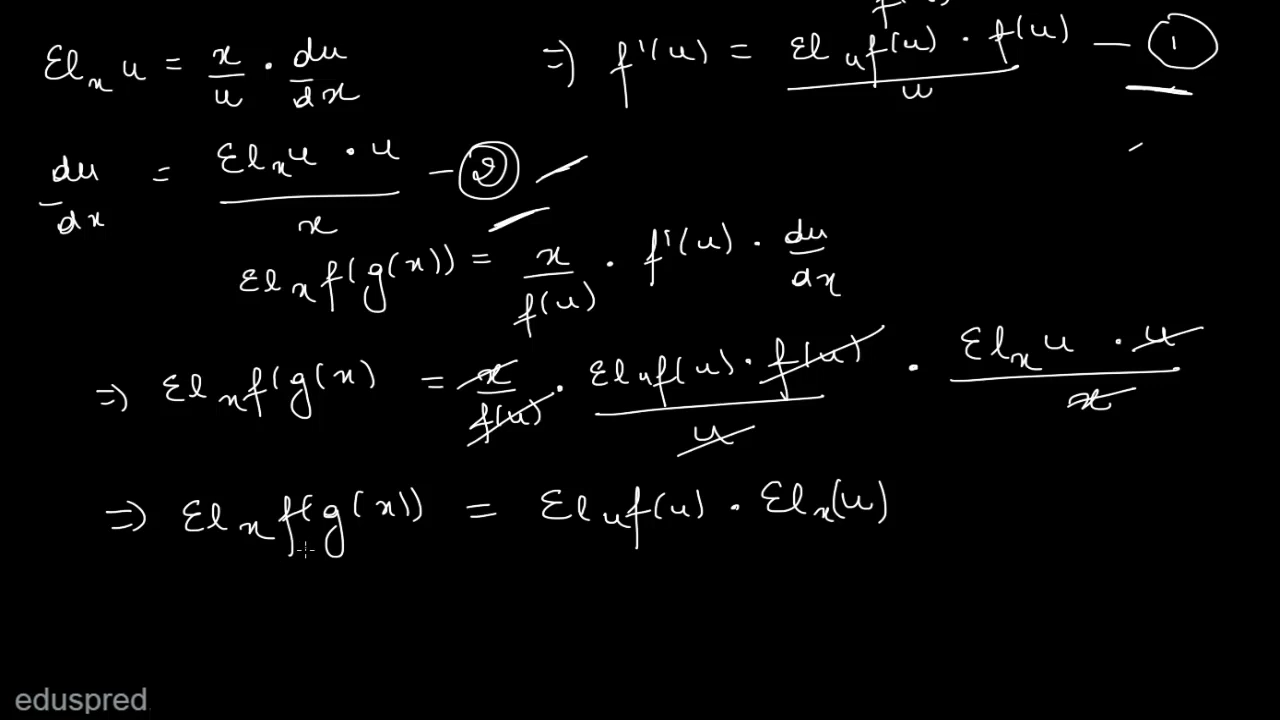 El_x u = x/u · du/dx ⇒ f'(u) = El_u f(u) · f(u) / u — ①
du/dx = El_x u · u / x — ②
El_x f(g(x)) = x/f(u) · f'(u) · du/dx
⇒ El_x f(g(x) = x/f(u) · El_u f(u) · f(u) / u · El_x u · u / x
⇒ El_x f(g(x)) = El_u f(u) · El_x(u)
eduspred